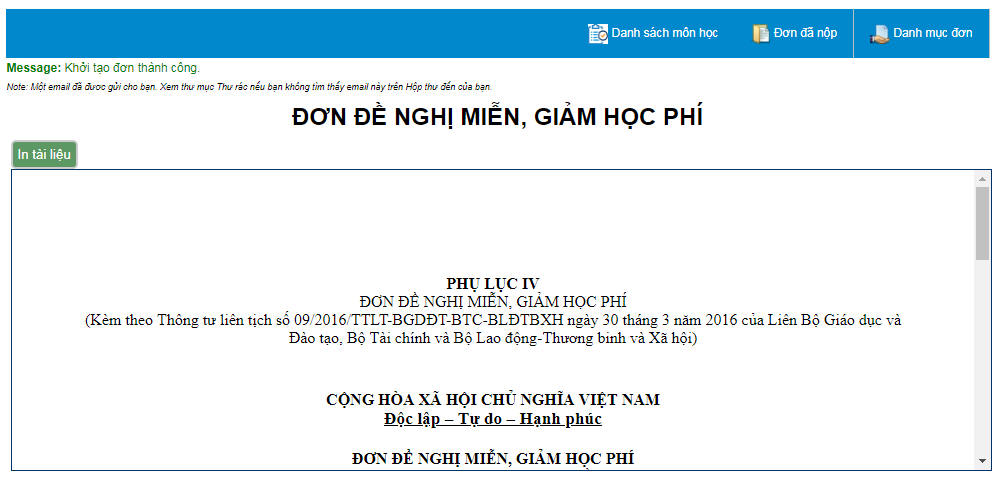 Danh sách môn học Đơn đã nộp Danh mục đơn
Message: Khởi tạo đơn thành công.
Note: Một email đã được gửi cho bạn. Xem thư mục Thư rác nếu bạn không tìm thấy email này trên Hộp thư đến của bạn.
ĐƠN ĐỀ NGHỊ MIỄN, GIẢM HỌC PHÍ
In tài liệu
PHỤ LỤC IV
ĐƠN ĐỀ NGHỊ MIỄN, GIẢM HỌC PHÍ
(Kèm theo Thông tư liên tịch số 09/2016/TTLT-BGDĐT-BTC-BLĐTBXH ngày 30 tháng 3 năm 2016 của Liên Bộ Giáo dục và
Đào tạo, Bộ Tài chính và Bộ Lao động-Thương binh và Xã hội)
CỘNG HÒA XÃ HỘI CHỦ NGHĨA VIỆT NAM
Độc lập – Tự do – Hạnh phúc
ĐƠN ĐỀ NGHỊ MIỄN, GIẢM HỌC PHÍ